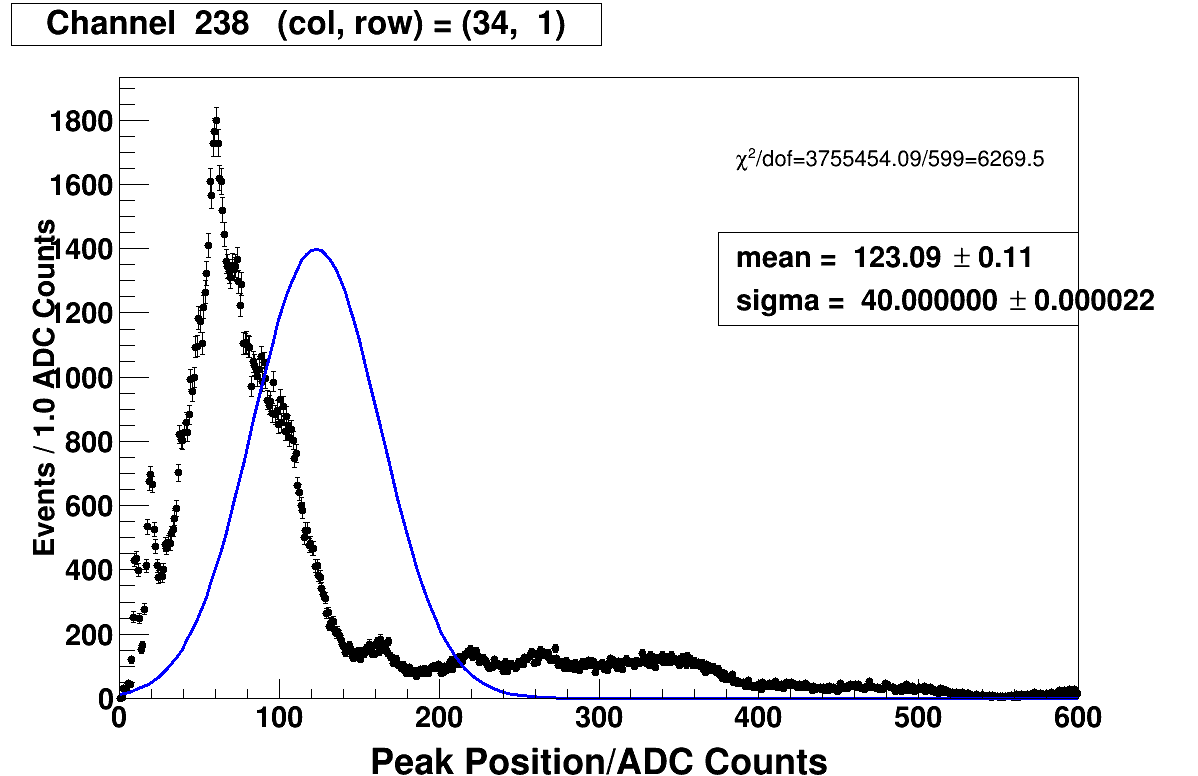 Channel 238 (col, row) = (34, 1)
χ²/dof=3755454.09/599=6269.5
mean = 123.09 ± 0.11
sigma = 40.000000 ± 0.000022
Events / 1.0 ADC Counts
1800
1600
1400
1200
1000
800
600
400
200
0
0 100 200 300 400 500 600
Peak Position/ADC Counts